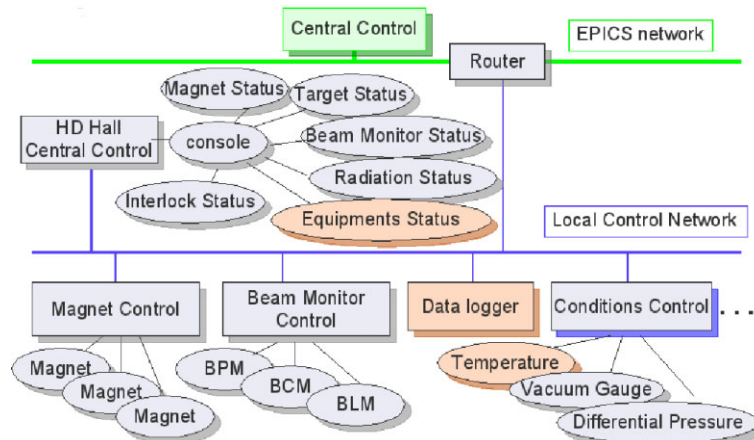 Central Control
EPICS network
Router
Magnet Status
Target Status
HD Hall
Central Control
console
Beam Monitor Status
Radiation Status
Interlock Status
Equipments Status
Local Control Network
Magnet Control
Beam Monitor
Control
Data logger
Conditions Control
...
Magnet
Magnet
Magnet
BPM
BCM
BLM
Temperature
Vacuum Gauge
Differential Pressure